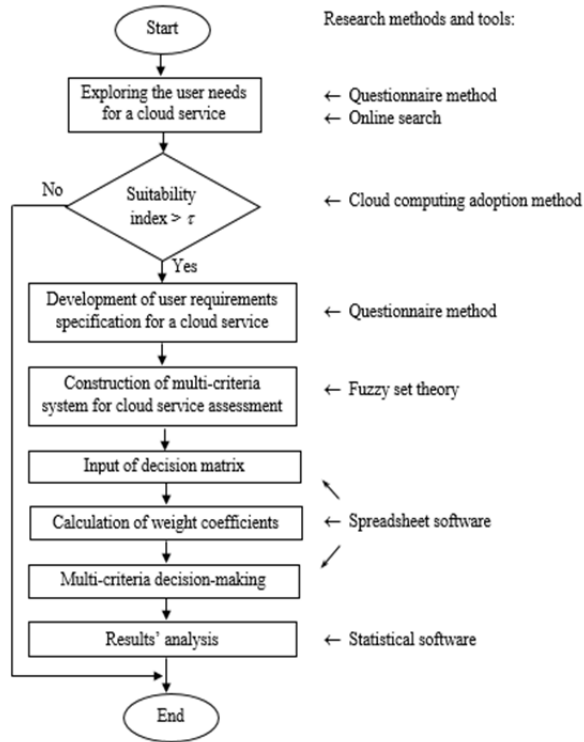 Start
Research methods and tools:
Exploring the user needs
for a cloud service
← Questionnaire method
← Online search
No
Suitability
index > τ
← Cloud computing adoption method
Yes
Development of user requirements
specification for a cloud service
← Questionnaire method
Construction of multi-criteria
system for cloud service assessment
← Fuzzy set theory
Input of decision matrix
Calculation of weight coefficients
← Spreadsheet software
Multi-criteria decision-making
Results’ analysis
← Statistical software
End